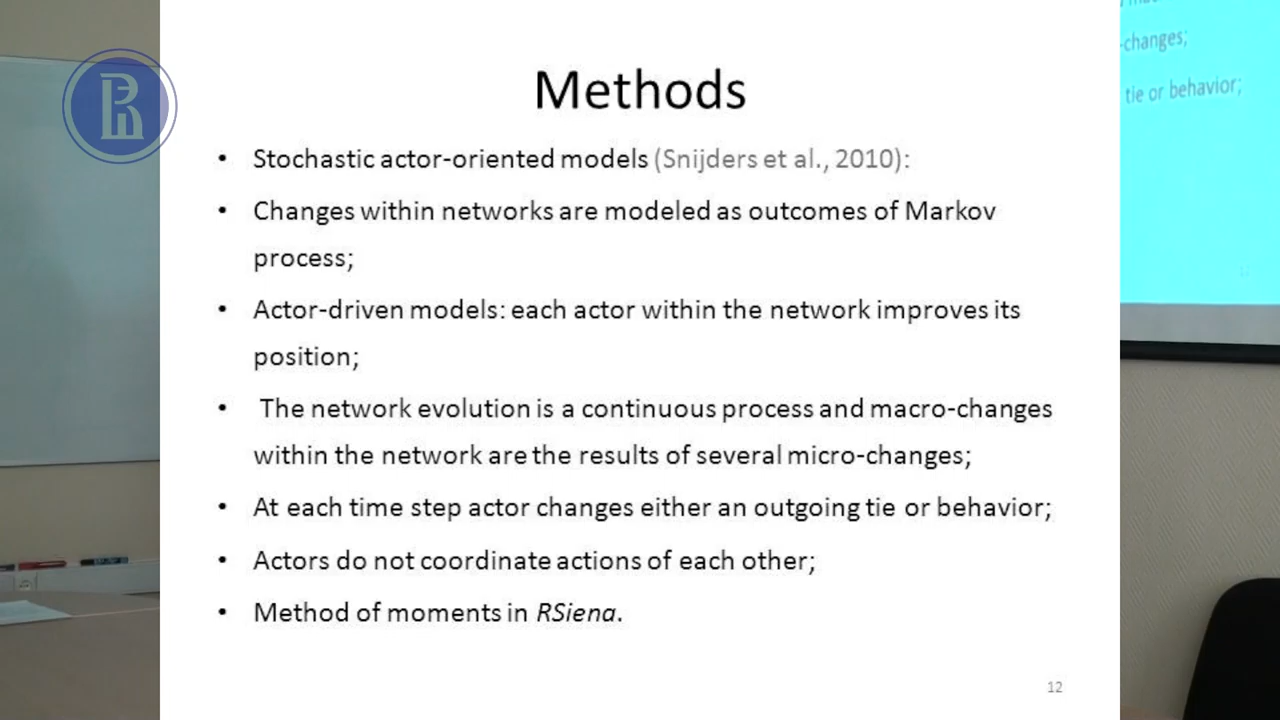 Methods
• Stochastic actor-oriented models (Snijders et al., 2010):
• Changes within networks are modeled as outcomes of Markov
process;
• Actor-driven models: each actor within the network improves its
position;
• The network evolution is a continuous process and macro-changes
within the network are the results of several micro-changes;
• At each time step actor changes either an outgoing tie or behavior;
• Actors do not coordinate actions of each other;
• Method of moments in RSiena.
12
-changes;
tie or behavior;